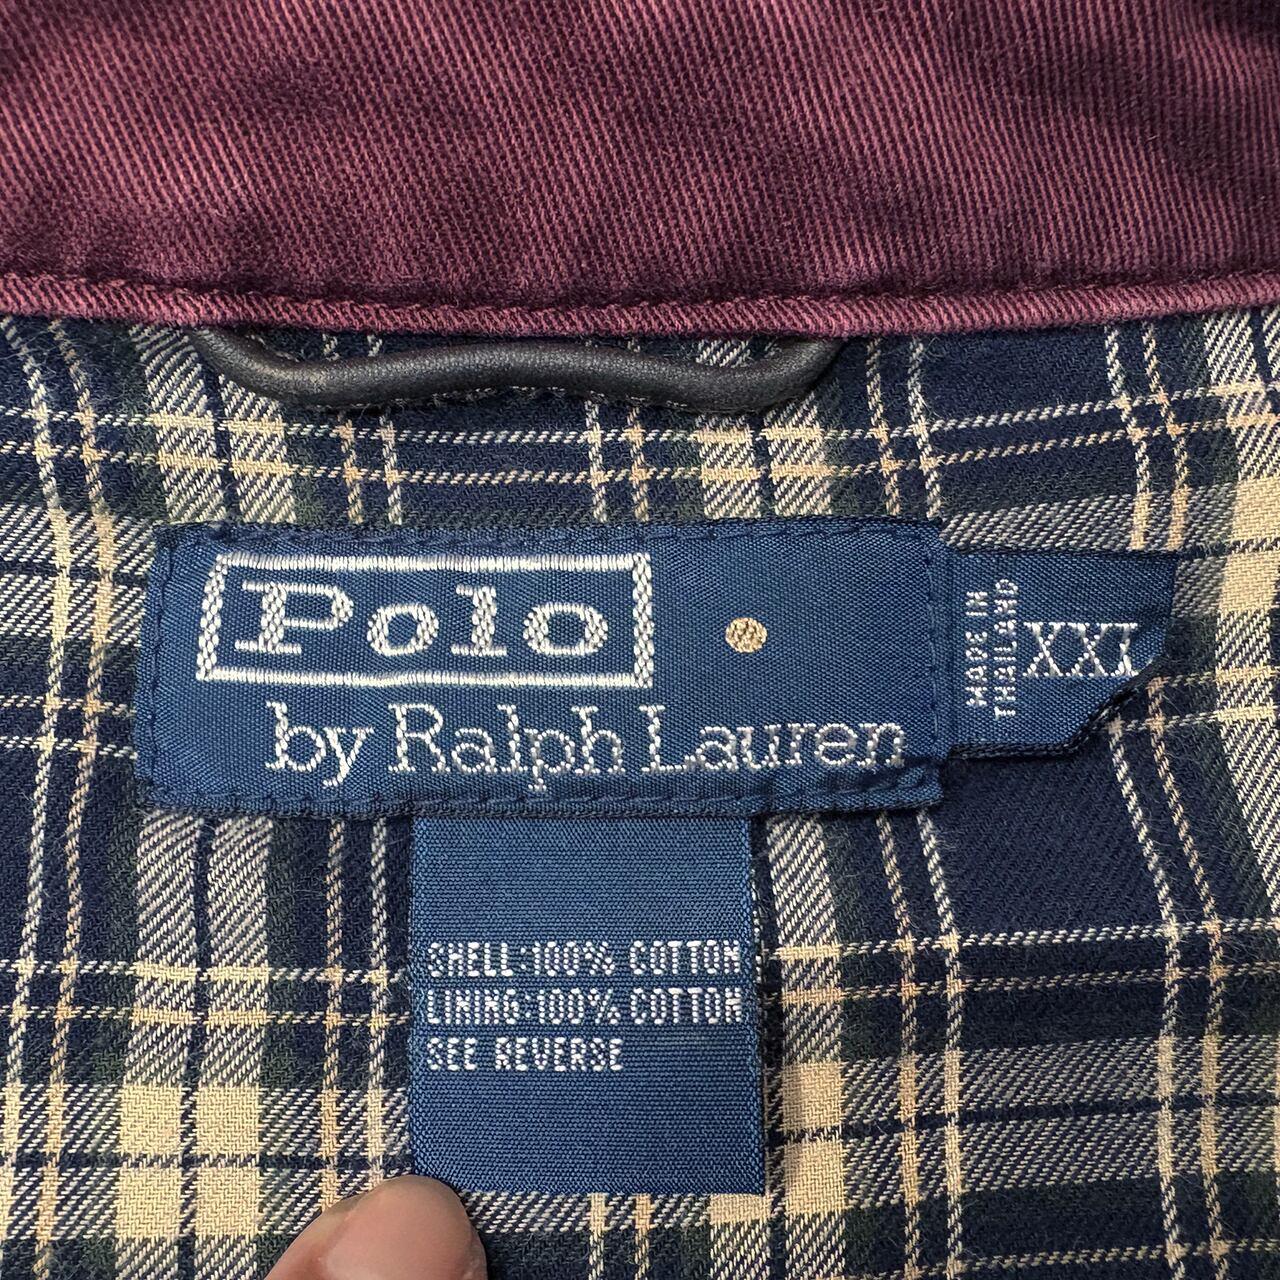 Polo
by Ralph Lauren
MADE IN
THAILAND
XXL
SHELL:100% COTTON
LINING:100% COTTON
SEE REVERSE